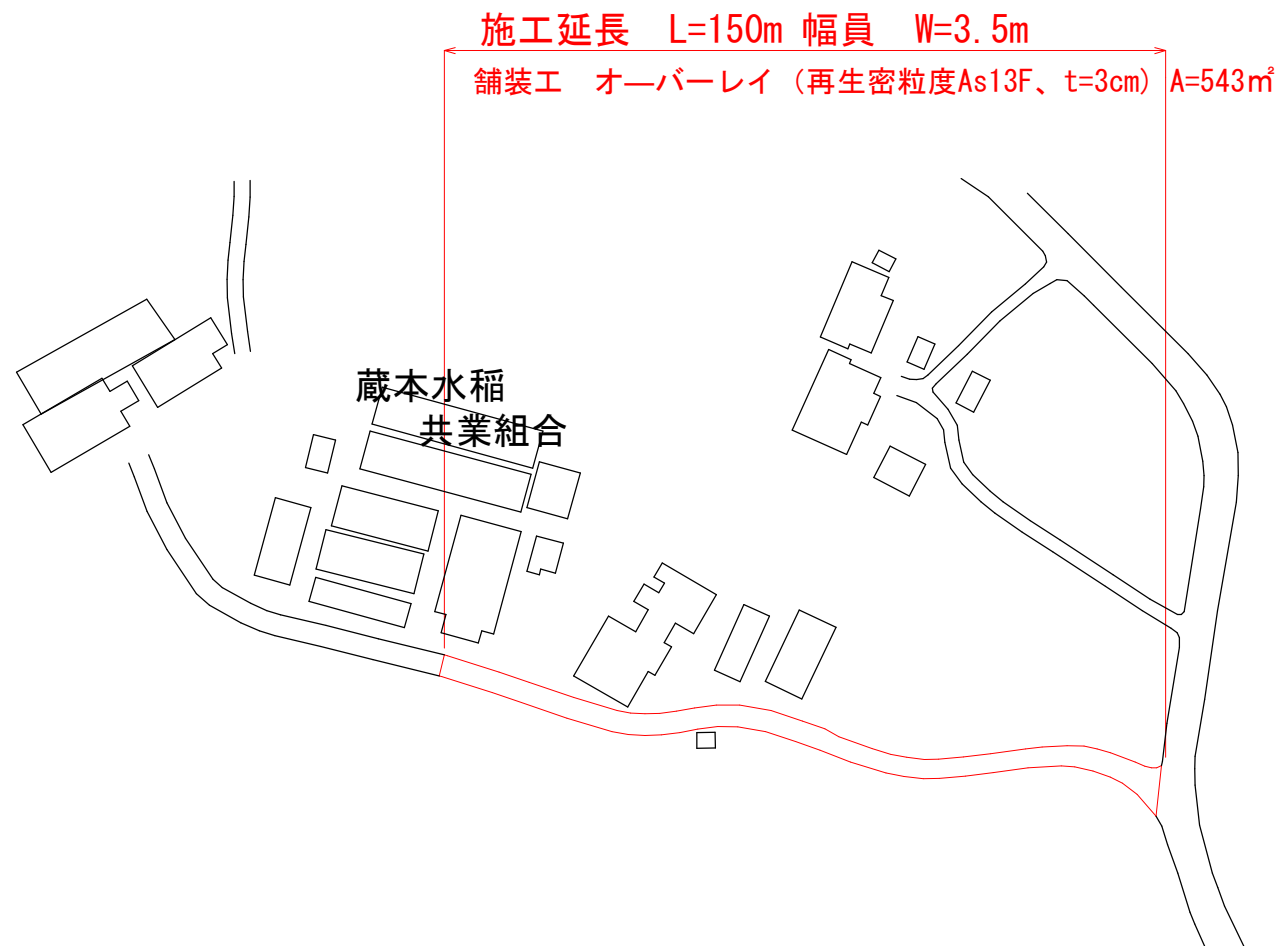 施工延長　L=150m 幅員　W=3.5m
舗装工　オ―バーレイ（再生密粒度As13F、t=3cm）A=543㎡
蔵本水稲
共業組合